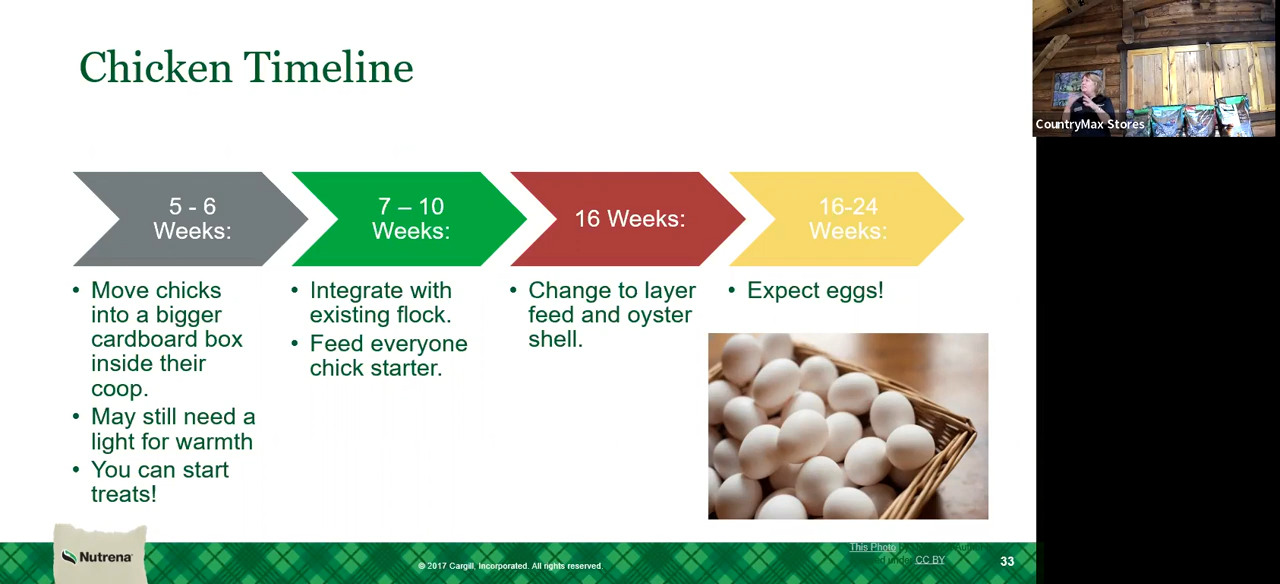 Chicken Timeline
CountryMax Stores
5 - 6
Weeks:
7 – 10
Weeks:
16 Weeks:
16-24
Weeks:
• Move chicks
into a bigger
cardboard box
inside their
coop.
• May still need a
light for warmth
• You can start
treats!
• Integrate with
existing flock.
• Feed everyone
chick starter.
• Change to layer
feed and oyster
shell.
• Expect eggs!
Nutrena
© 2017 Cargill, Incorporated. All rights reserved.
This Photo
under CC BY
33